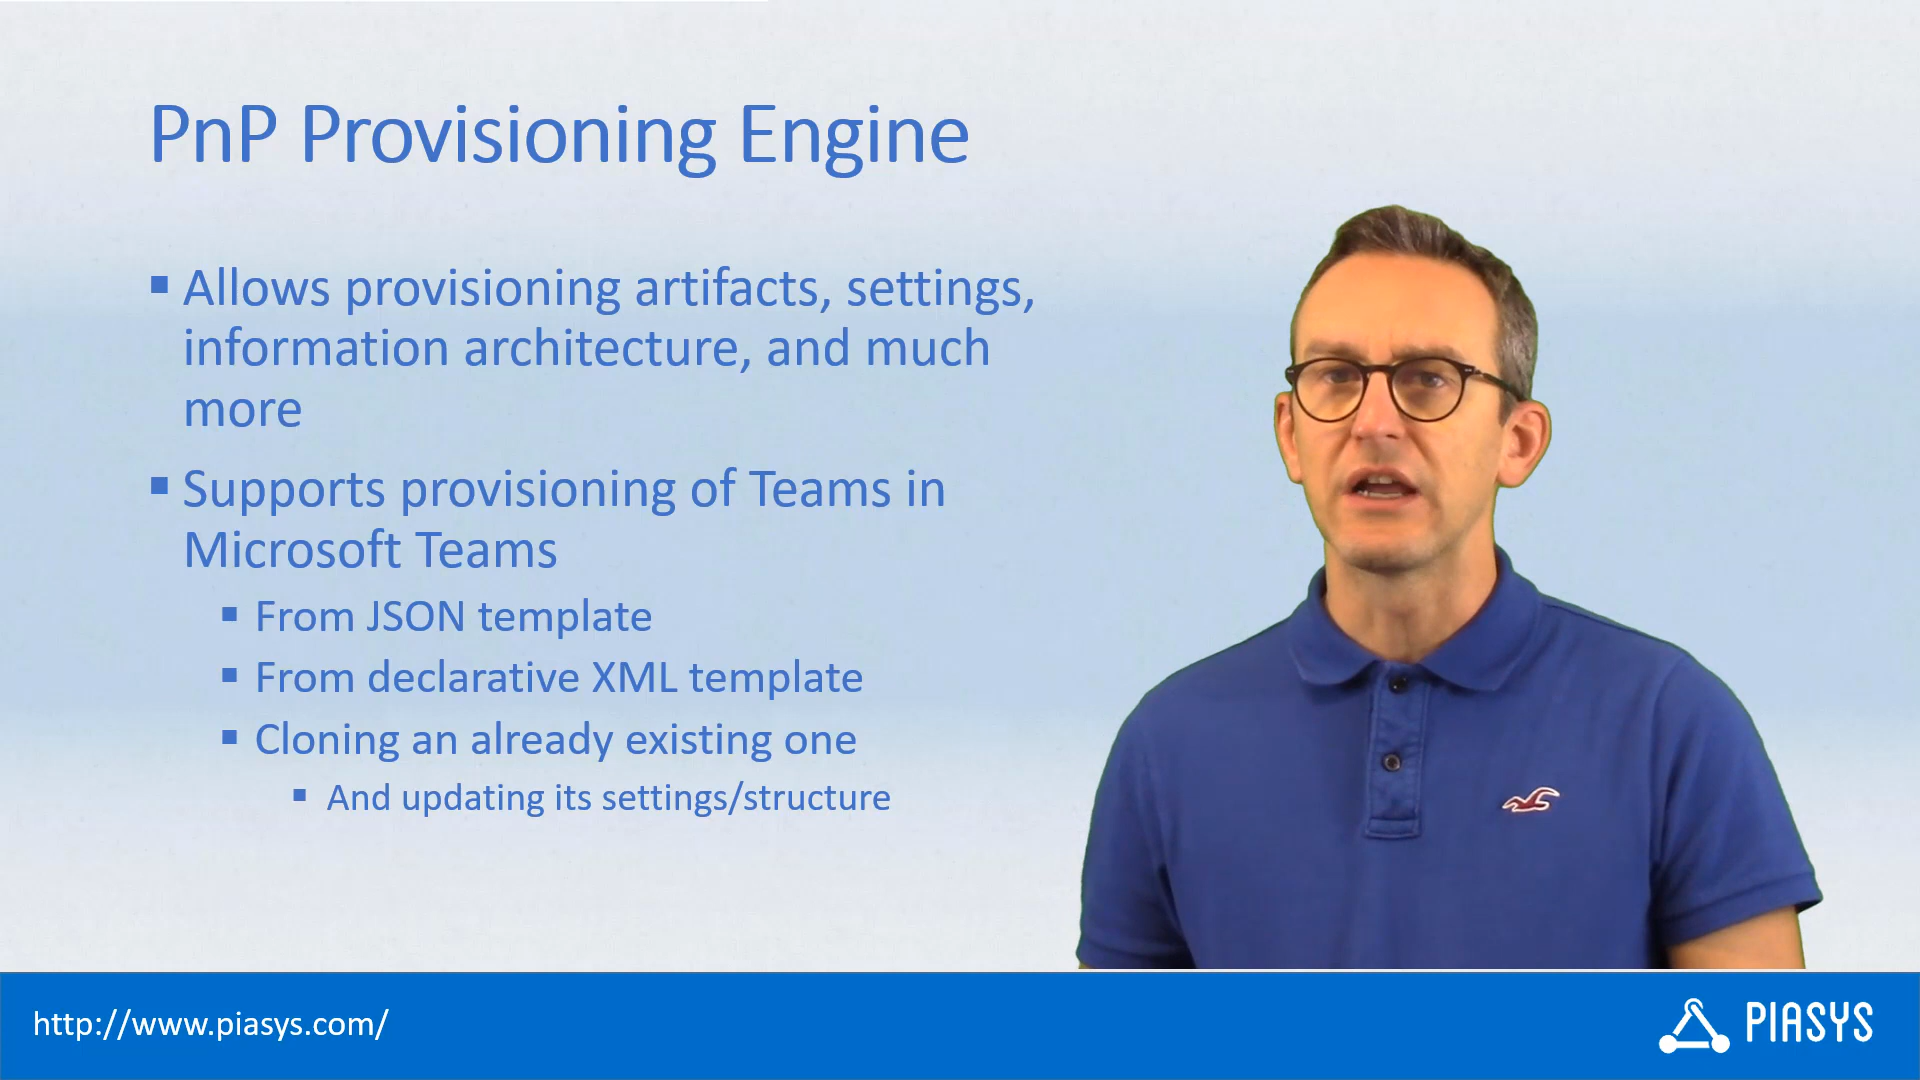 PnP Provisioning Engine
▪ Allows provisioning artifacts, settings,
information architecture, and much
more
▪ Supports provisioning of Teams in
Microsoft Teams
▪ From JSON template
▪ From declarative XML template
▪ Cloning an already existing one
▪ And updating its settings/structure
http://www.piasys.com/
PIASYS